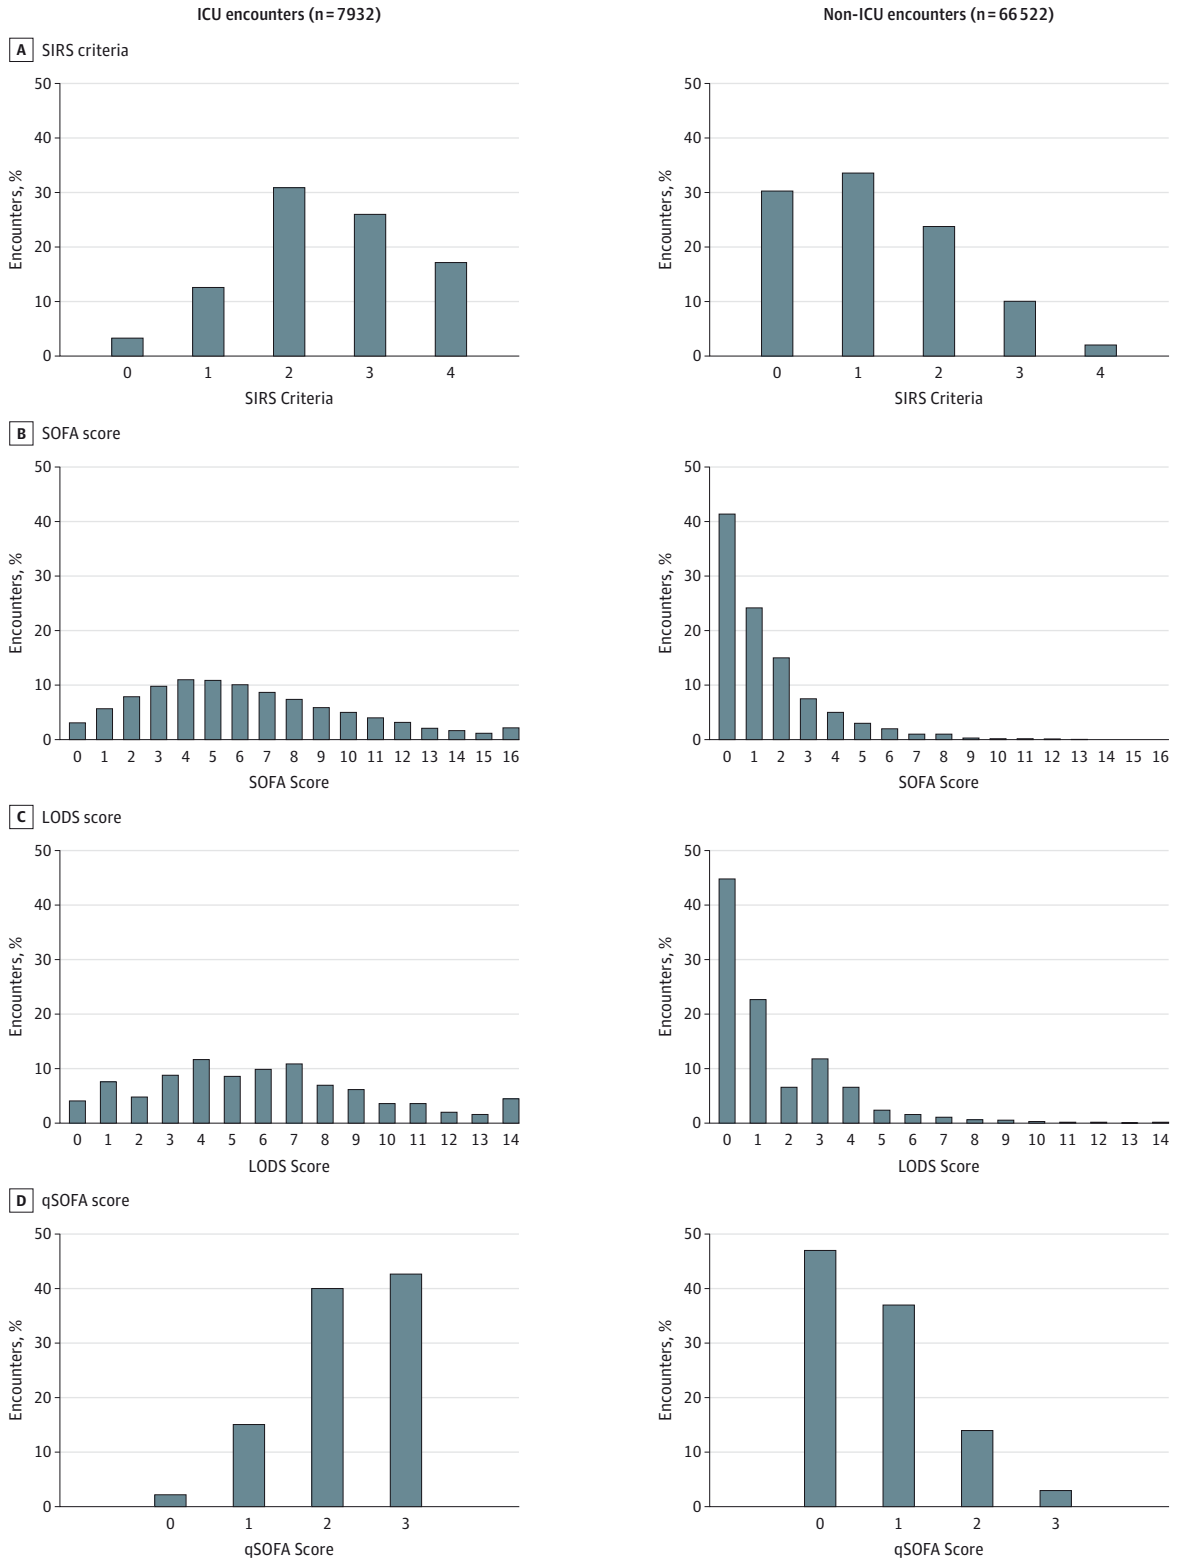 ICU encounters (n=7932)
Non-ICU encounters (n=66 522)
A SIRS criteria
50
40
30
20
10
0
Encounters, %
0 1 2 3 4
SIRS Criteria
50
40
30
20
10
0
Encounters, %
0 1 2 3 4
SIRS Criteria
B SOFA score
50
40
30
20
10
0
Encounters, %
0 1 2 3 4 5 6 7 8 9 10 11 12 13 14 15 16
SOFA Score
50
40
30
20
10
0
Encounters, %
0 1 2 3 4 5 6 7 8 9 10 11 12 13 14 15 16
SOFA Score
C LODS score
50
40
30
20
10
0
Encounters, %
0 1 2 3 4 5 6 7 8 9 10 11 12 13 14
LODS Score
50
40
30
20
10
0
Encounters, %
0 1 2 3 4 5 6 7 8 9 10 11 12 13 14
LODS Score
D qSOFA score
50
40
30
20
10
0
Encounters, %
0 1 2 3
qSOFA Score
50
40
30
20
10
0
Encounters, %
0 1 2 3
qSOFA Score